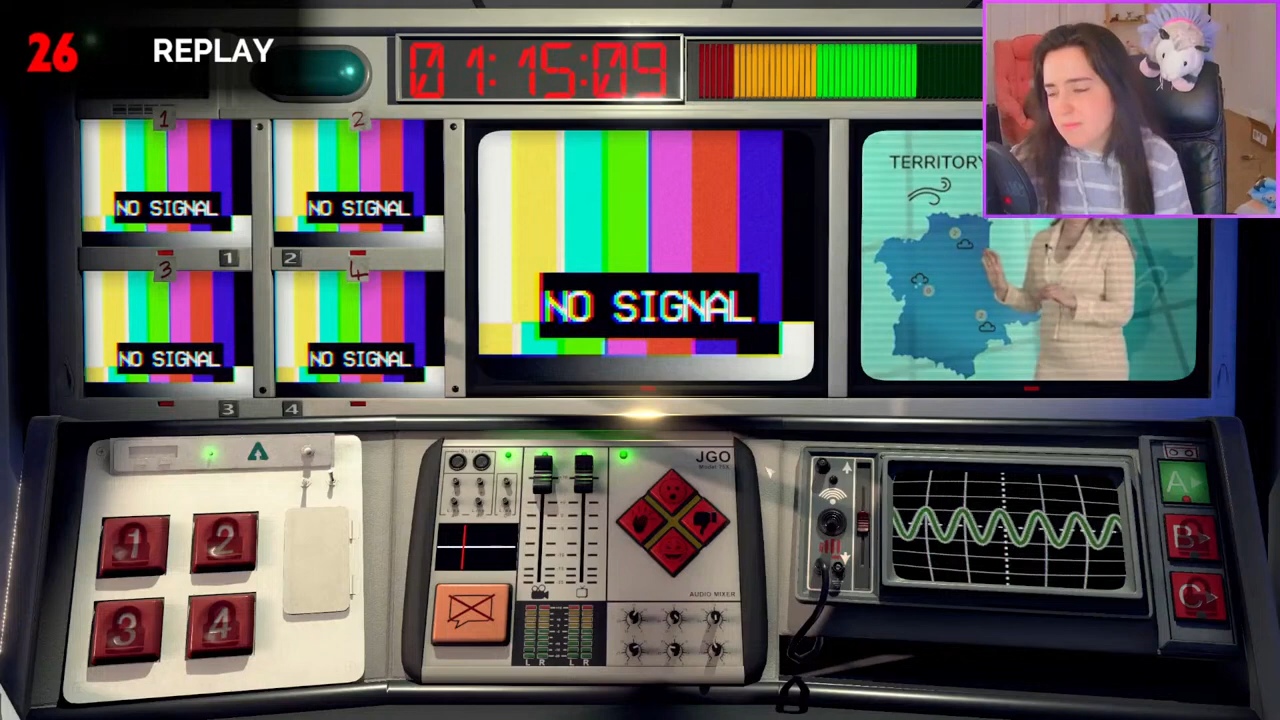 26
REPLAY
01:15:09
1
2
NO SIGNAL
NO SIGNAL
NO SIGNAL
TERRITORY
3
1
2
4
NO SIGNAL
NO SIGNAL
3
4
JGO
A
B
C
1
2
3
4
AUDIO MIXER
L R
L R